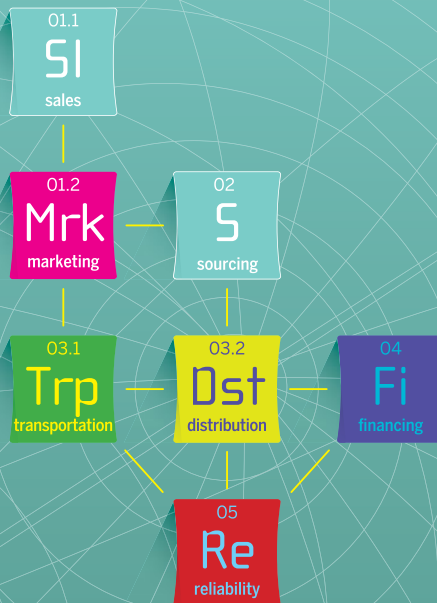 01.1
Sl
sales
01.2
Mrk
marketing
02
S
sourcing
03.1
Trp
transportation
03.2
Dst
distribution
04
Fi
financing
05
Re
reliability